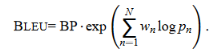 BLEU = BP · exp ( ∑_{n=1}^{N} w_n log p_n ) .